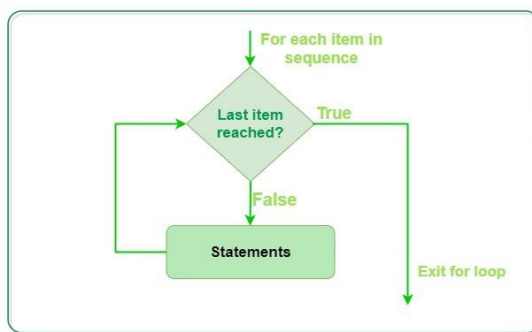 For each item in
sequence
Last item
reached?
True
False
Statements
Exit for loop